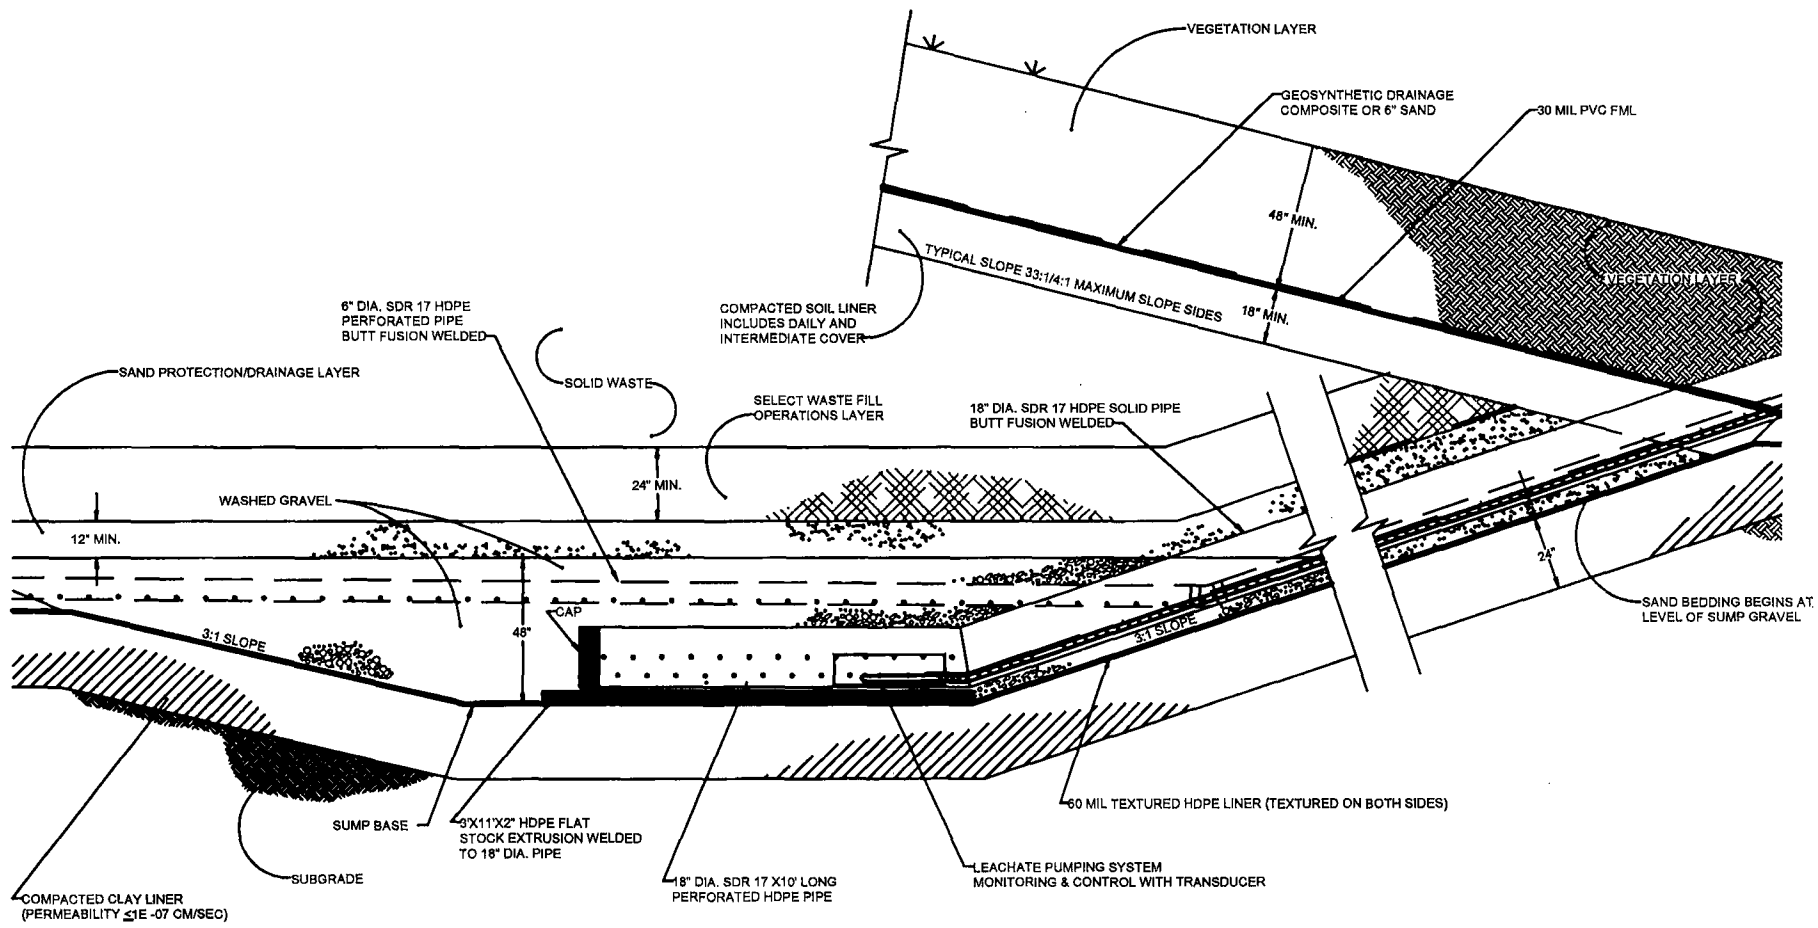 VEGETATION LAYER
GEOSYNTHETIC DRAINAGE
COMPOSITE OR 6" SAND
30 MIL PVC FML
48" MIN.
TYPICAL SLOPE 33:1/4:1 MAXIMUM SLOPE SIDES
18" MIN.
VEGETATION LAYER
COMPACTED SOIL LINER
INCLUDES DAILY AND
INTERMEDIATE COVER
6" DIA. SDR 17 HDPE
PERFORATED PIPE
BUTT FUSION WELDED
SAND PROTECTION/DRAINAGE LAYER
SOLID WASTE
SELECT WASTE FILL
OPERATIONS LAYER
18" DIA. SDR 17 HDPE SOLID PIPE
BUTT FUSION WELDED
24" MIN.
WASHED GRAVEL
12" MIN.
24"
CAP
48"
3:1 SLOPE
3:1 SLOPE
SAND BEDDING BEGINS AT
LEVEL OF SUMP GRAVEL
60 MIL TEXTURED HDPE LINER (TEXTURED ON BOTH SIDES)
SUMP BASE
3'X11'X2" HDPE FLAT
STOCK EXTRUSION WELDED
TO 18" DIA. PIPE
SUBGRADE
18" DIA. SDR 17 X10' LONG
PERFORATED HDPE PIPE
LEACHATE PUMPING SYSTEM
MONITORING & CONTROL WITH TRANSDUCER
COMPACTED CLAY LINER
(PERMEABILITY ≤1E -07 CM/SEC)